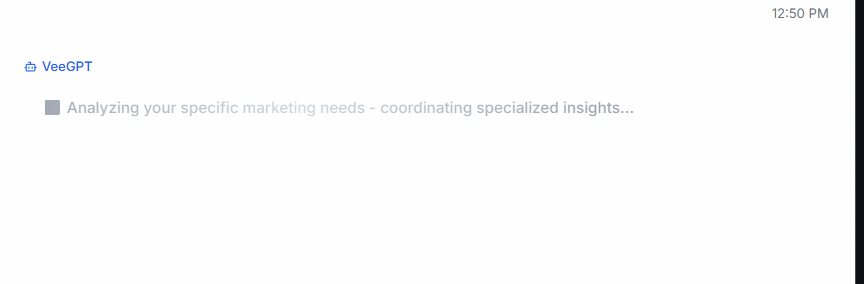 12:50 PM
VeeGPT
Analyzing your specific marketing needs - coordinating specialized insights...